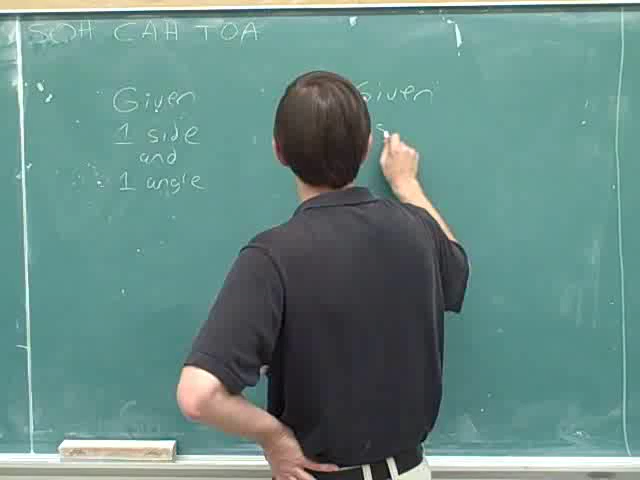 SOH CAH TOA
Given
1 side
and
1 angle
Given
s